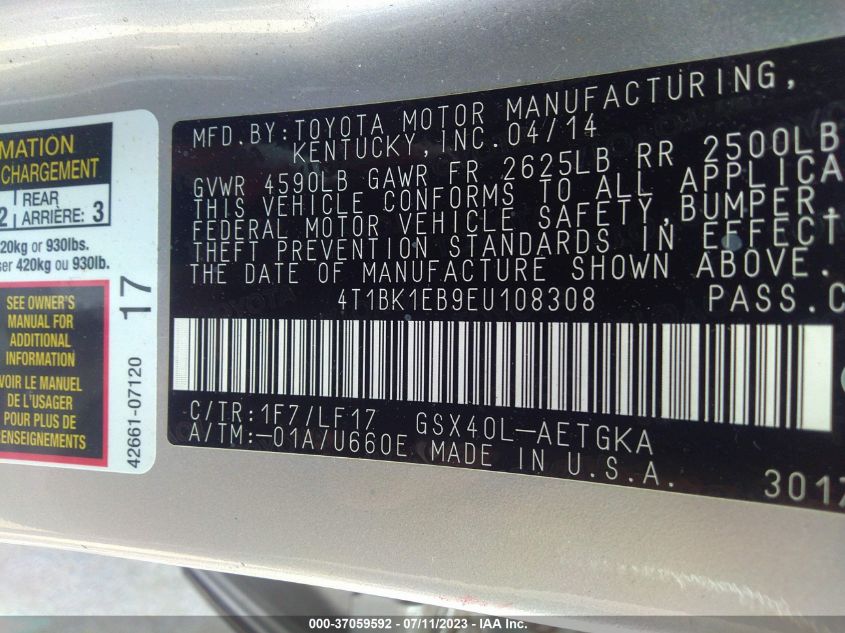 MATION
CHARGEMENT
REAR
2 ARRIÈRE: 3
20kg or 930lbs.
ser 420kg ou 930lb.
SEE OWNER'S
MANUAL FOR
ADDITIONAL
INFORMATION
VOIR LE MANUEL
DE L'USAGER
POUR PLUS DE
RENSEIGNEMENTS
17
42661-07120
MFD.BY:TOYOTA MOTOR MANUFACTURING,
KENTUCKY,INC.04/14
GVWR 4590LB GAWR FR 2625LB RR 2500LB
THIS VEHICLE CONFORMS TO ALL APPLICA
FEDERAL MOTOR VEHICLE SAFETY,BUMPER,
THEFT PREVENTION STANDARDS IN EFFECT
THE DATE OF MANUFACTURE SHOWN ABOVE.
4T1BK1EB9EU108308 PASS.C
C/TR:1F7/LF17 GSX40L-AETGKA
A/TM:-01A/U660E MADE IN U.S.A.
3017
000-37059592 - 07/11/2023 - © IAA Inc.